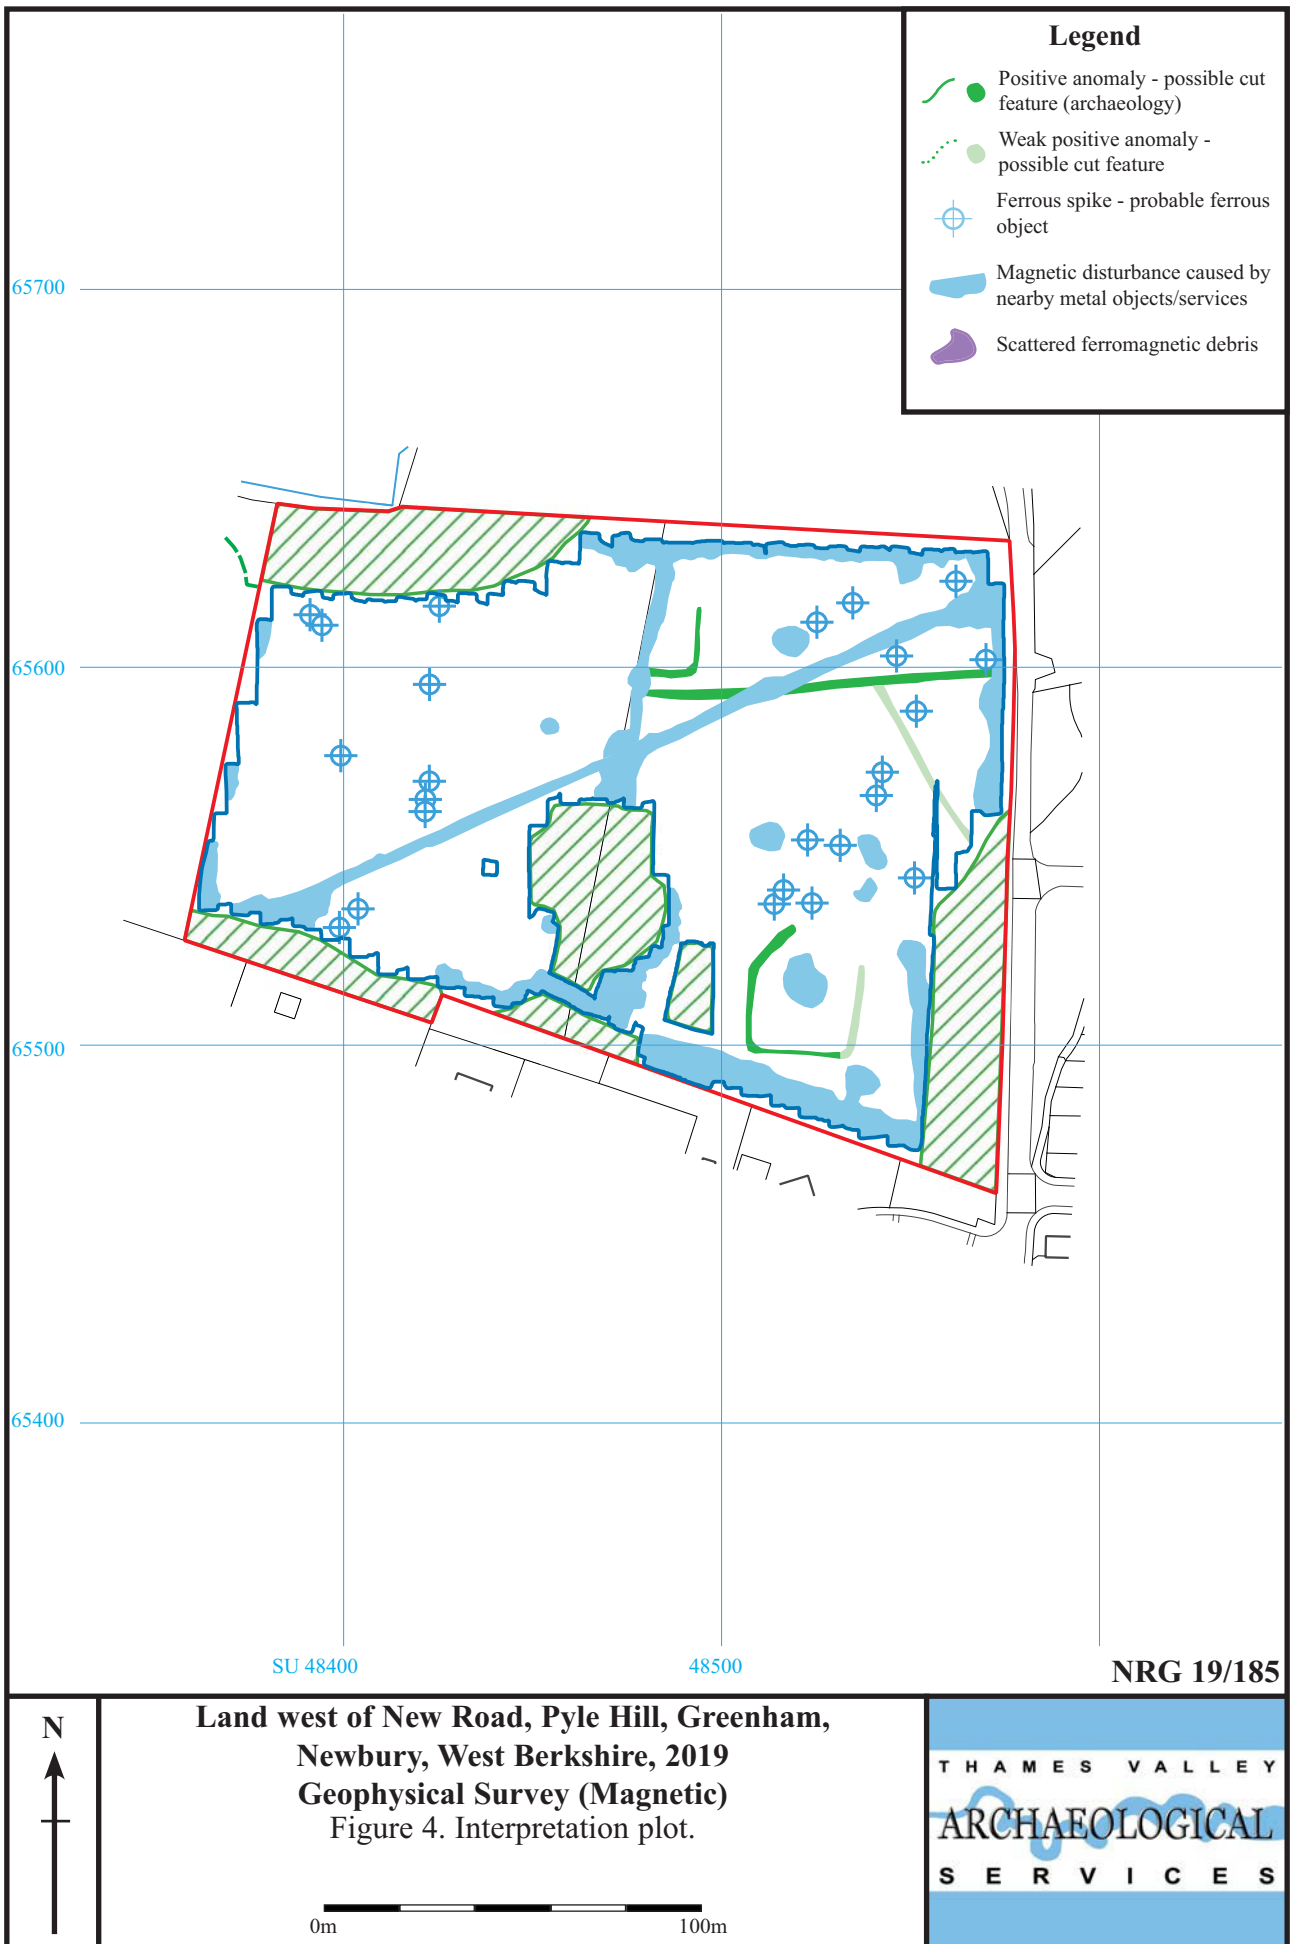 Legend
Positive anomaly - possible cut
feature (archaeology)
Weak positive anomaly -
possible cut feature
Ferrous spike - probable ferrous
object
Magnetic disturbance caused by
nearby metal objects/services
Scattered ferromagnetic debris
65700
65600
65500
65400
SU 48400
48500
NRG 19/185
N
Land west of New Road, Pyle Hill, Greenham,
Newbury, West Berkshire, 2019
Geophysical Survey (Magnetic)
Figure 4. Interpretation plot.
0m
100m
THAMES VALLEY
ARCHAEOLOGICAL
SERVICES